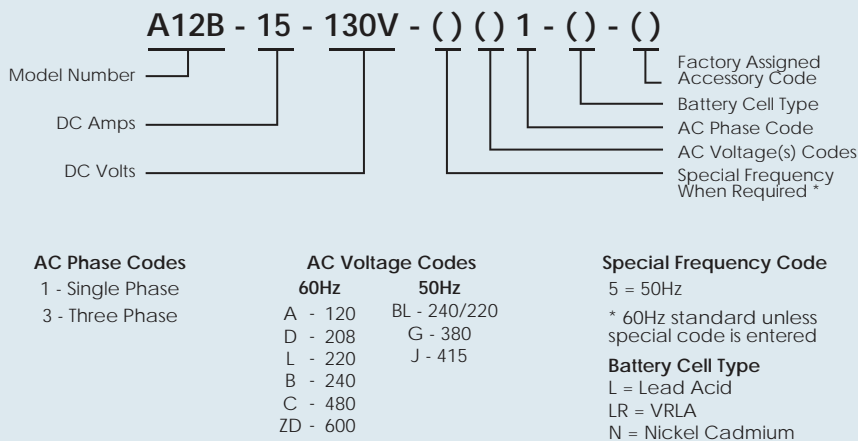 A12B - 15 - 130V - ( ) ( ) 1 - ( ) - ( )
Model Number
DC Amps
DC Volts
Factory Assigned
Accessory Code
Battery Cell Type
AC Phase Code
AC Voltage(s) Codes
Special Frequency
When Required *
AC Phase Codes
1 - Single Phase
3 - Three Phase
AC Voltage Codes
60Hz
A - 120
D - 208
L - 220
B - 240
C - 480
ZD - 600
50Hz
BL - 240/220
G - 380
J - 415
Special Frequency Code
5 = 50Hz
* 60Hz standard unless
special code is entered
Battery Cell Type
L = Lead Acid
LR = VRLA
N = Nickel Cadmium